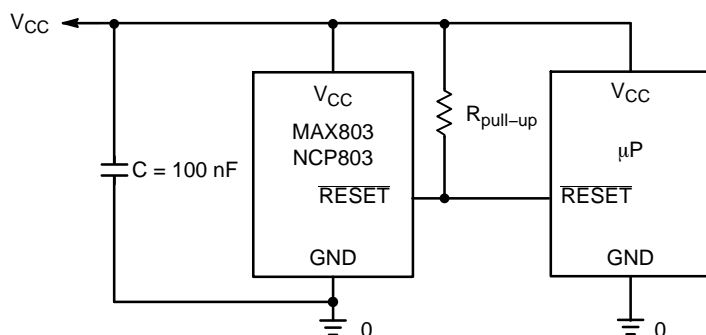 VCC
VCC
MAX803
NCP803
RESET
GND
C = 100 nF
Rpull–up
VCC
μP
RESET
GND
0
0